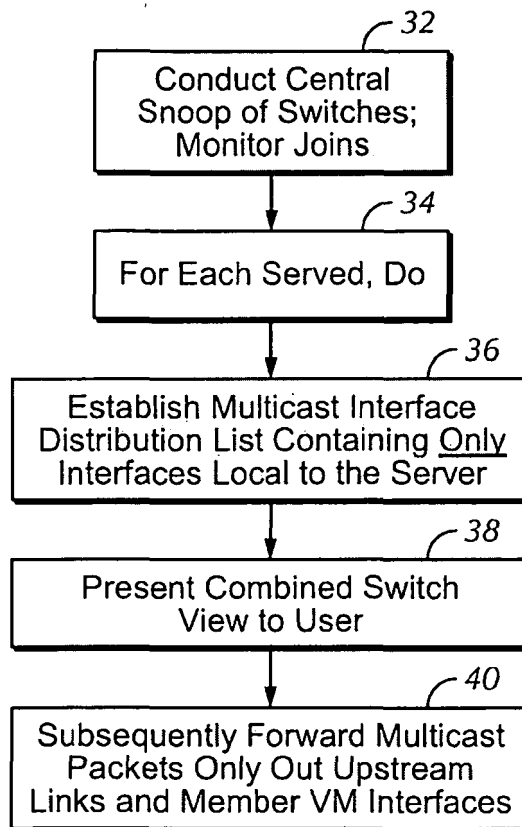 32
Conduct Central
Snoop of Switches;
Monitor Joins
34
For Each Served, Do
36
Establish Multicast Interface
Distribution List Containing Only
Interfaces Local to the Server
38
Present Combined Switch
View to User
40
Subsequently Forward Multicast
Packets Only Out Upstream
Links and Member VM Interfaces